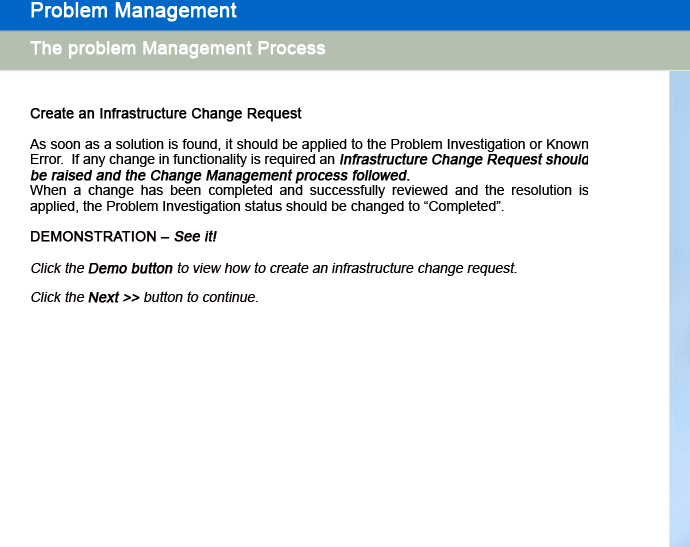 Problem Management
The problem Management Process
Create an Infrastructure Change Request
As soon as a solution is found, it should be applied to the Problem Investigation or Known
Error. If any change in functionality is required an Infrastructure Change Request should
be raised and the Change Management process followed.
When a change has been completed and successfully reviewed and the resolution is
applied, the Problem Investigation status should be changed to “Completed”.
DEMONSTRATION – See it!
Click the Demo button to view how to create an infrastructure change request.
Click the Next >> button to continue.